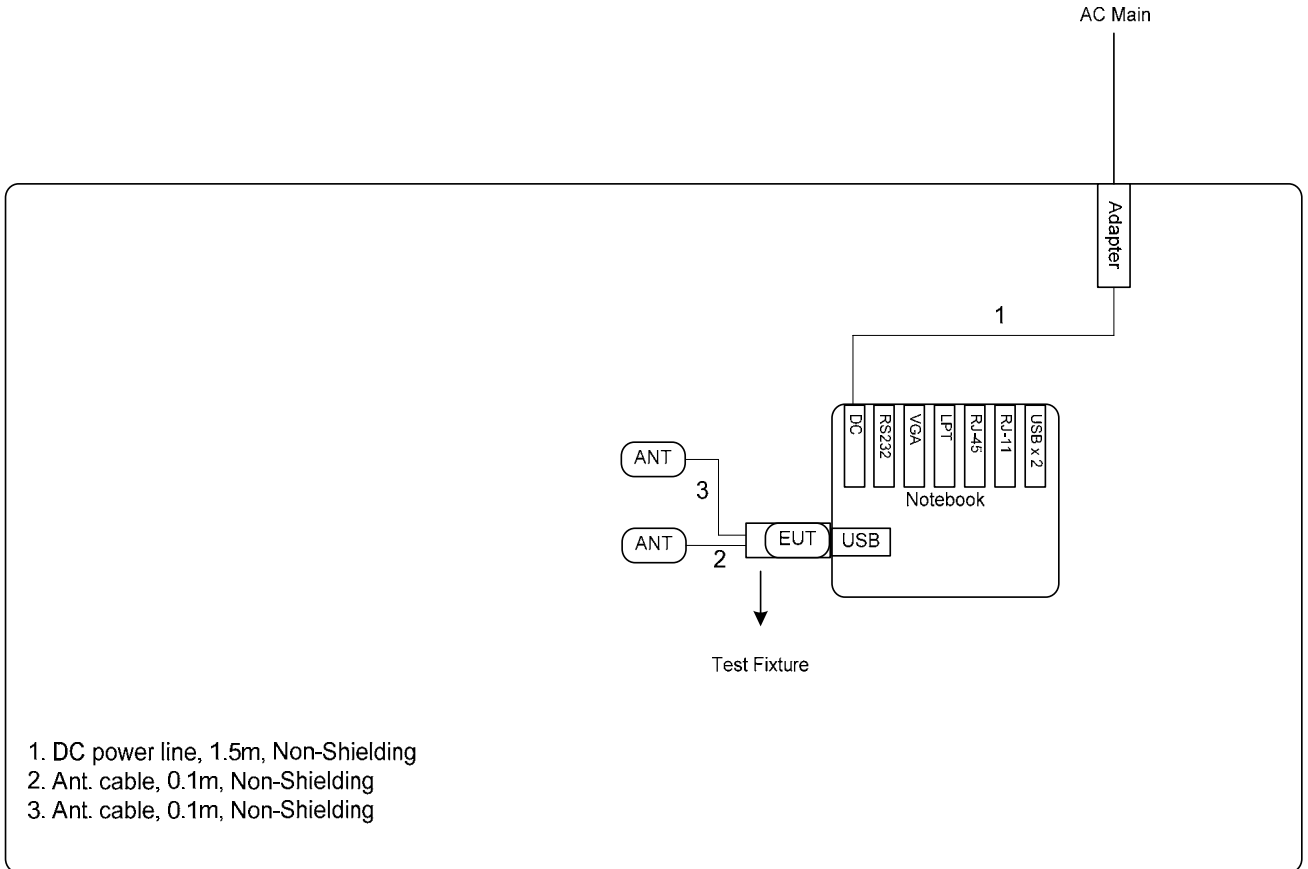 AC Main
Adapter
1
DC
RS232
VGA
LPT
RJ-45
RJ-11
USB x 2
Notebook
ANT
3
ANT
2
EUT
USB
Test Fixture
1. DC power line, 1.5m, Non-Shielding
2. Ant. cable, 0.1m, Non-Shielding
3. Ant. cable, 0.1m, Non-Shielding